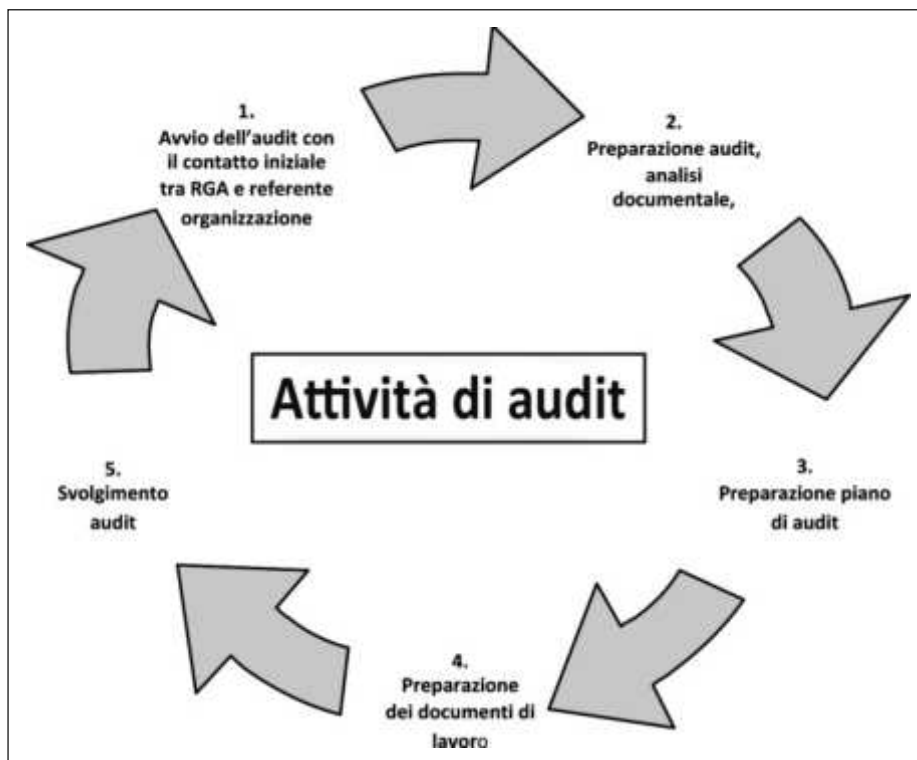 1.
Avvio dell'audit con
il contatto iniziale
tra RGA e referente
organizzazione
2.
Preparazione audit,
analisi
documentale,
Attività di audit
3.
Preparazione piano
di audit
4.
Preparazione
dei documenti di
lavoro
5.
Svolgimento
audit